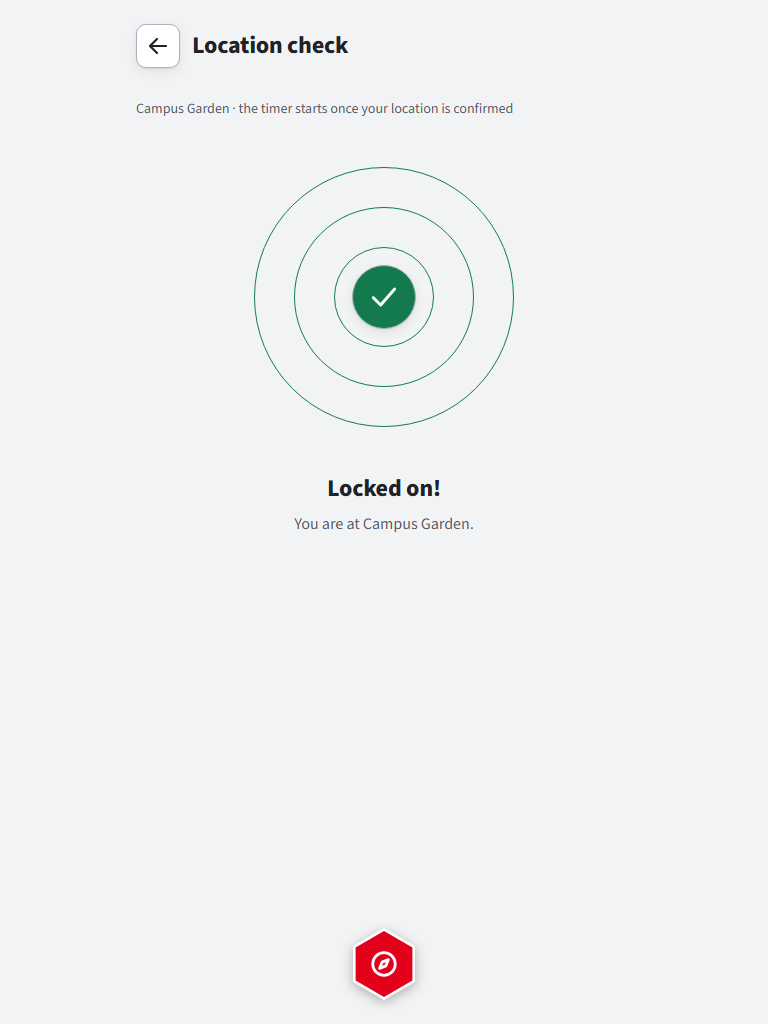 Location check
Campus Garden · the timer starts once your location is confirmed
Locked on!
You are at Campus Garden.